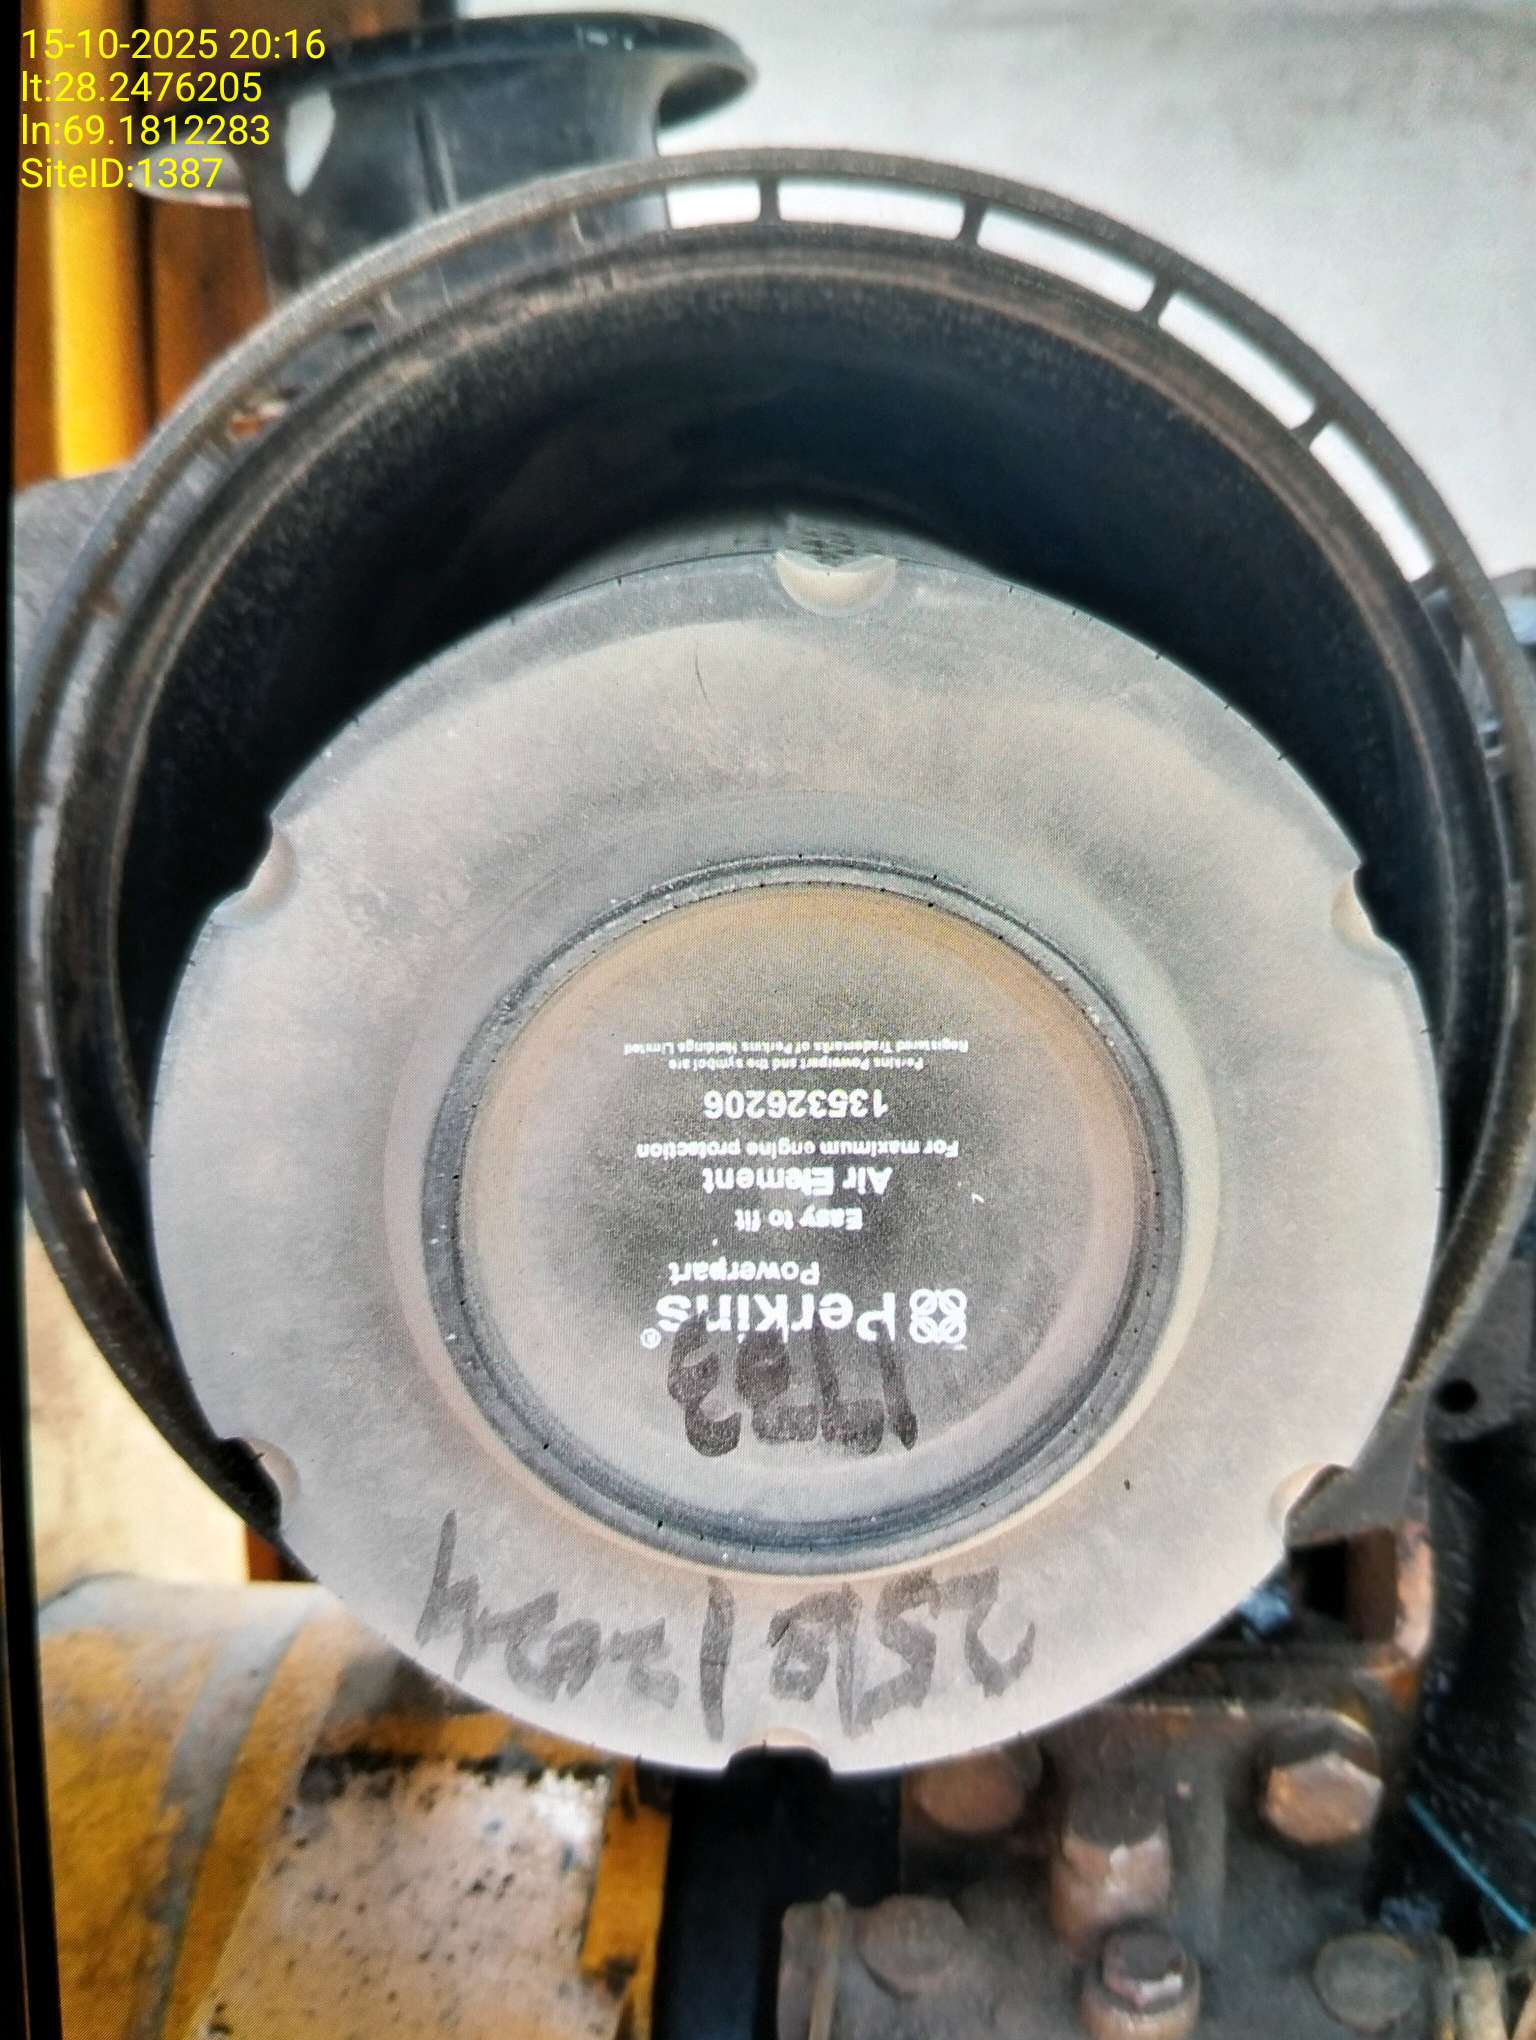 15-10-2025 20:16
lt:28.2476205
ln:69.1812283
SiteID:1387
Perkins®
Powerpart
Easy to fit
Air Element
For maximum engine protection
135326206
Perkins Powerpart and the symbol are
Registered Trademarks of Perkins Holdings Limited